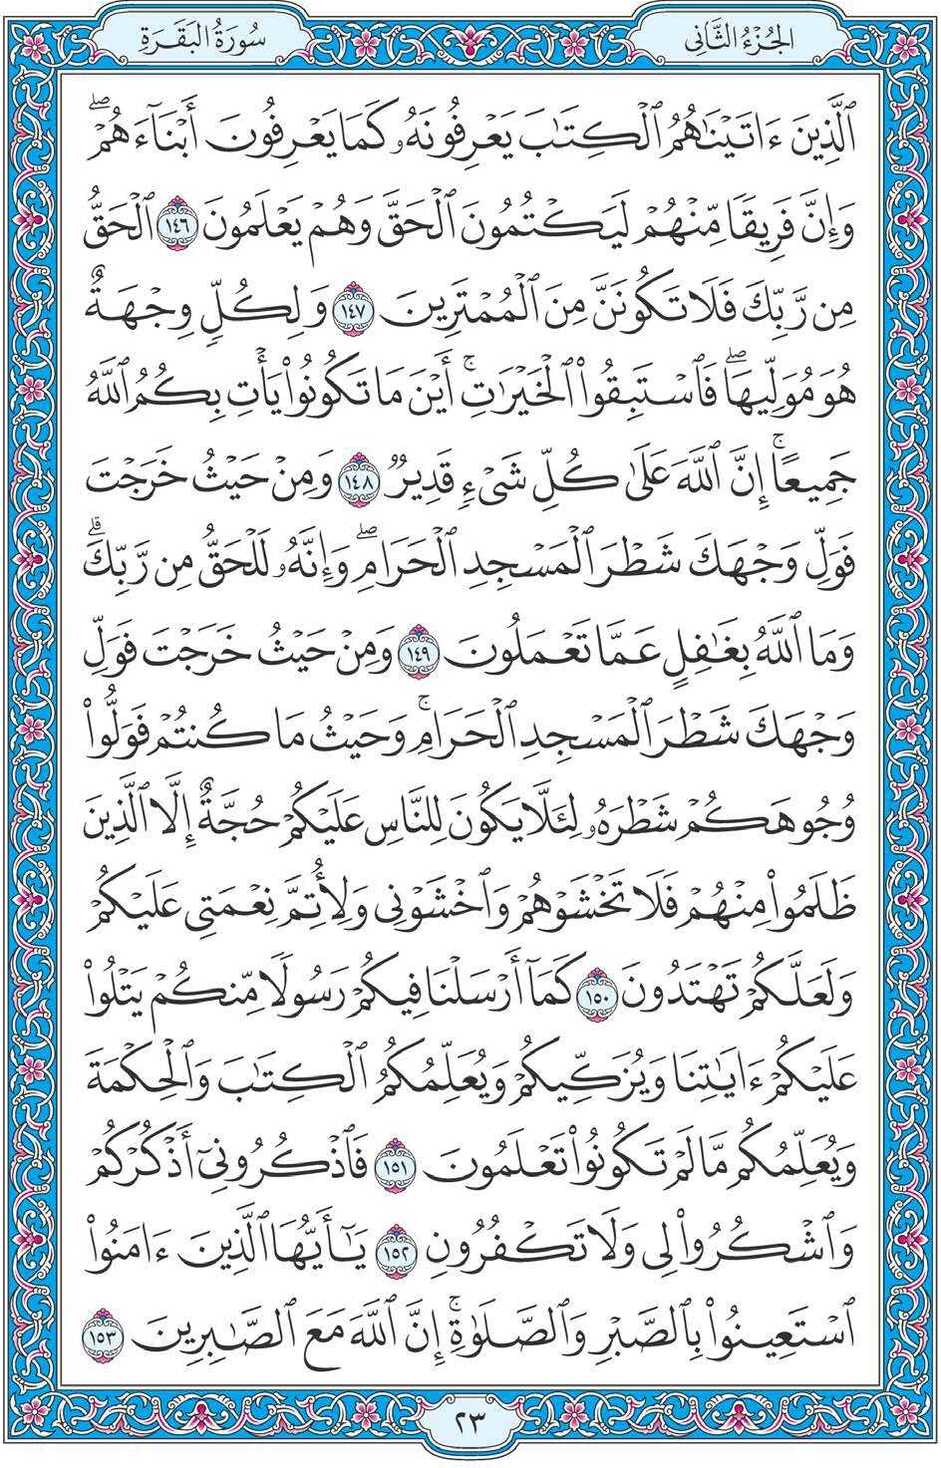 الجُزْءُ الثَّانِي
سُورَةُ البَقَرَةِ
ٱلَّذِينَ ءَاتَيْنَٰهُمُ ٱلْكِتَٰبَ يَعْرِفُونَهُۥ كَمَا يَعْرِفُونَ أَبْنَآءَهُمْۖ
وَإِنَّ فَرِيقًا مِّنْهُمْ لَيَكْتُمُونَ ٱلْحَقَّ وَهُمْ يَعْلَمُونَ ١٤٦ ٱلْحَقُّ
مِن رَّبِّكَ فَلَا تَكُونَنَّ مِنَ ٱلْمُمْتَرِينَ ١٤٧ وَلِكُلٍّ وِجْهَةٌ
هُوَ مُوَلِّيهَاۖ فَٱسْتَبِقُوا۟ ٱلْخَيْرَٰتِۚ أَيْنَ مَا تَكُونُوا۟ يَأْتِ بِكُمُ ٱللَّهُ
جَمِيعًاۚ إِنَّ ٱللَّهَ عَلَىٰ كُلِّ شَىْءٍ قَدِيرٌ ١٤٨ وَمِنْ حَيْثُ خَرَجْتَ
فَوَلِّ وَجْهَكَ شَطْرَ ٱلْمَسْجِدِ ٱلْحَرَامِۖ وَإِنَّهُۥ لَلْحَقُّ مِن رَّبِّكَۗ
وَمَا ٱللَّهُ بِغَٰفِلٍ عَمَّا تَعْمَلُونَ ١٤٩ وَمِنْ حَيْثُ خَرَجْتَ فَوَلِّ
وَجْهَكَ شَطْرَ ٱلْمَسْجِدِ ٱلْحَرَامِۚ وَحَيْثُ مَا كُنتُمْ فَوَلُّوا۟
وُجُوهَكُمْ شَطْرَهُۥ لِئَلَّا يَكُونَ لِلنَّاسِ عَلَيْكُمْ حُجَّةٌ إِلَّا ٱلَّذِينَ
ظَلَمُوا۟ مِنْهُمْ فَلَا تَخْشَوْهُمْ وَٱخْشَوْنِى وَلِأُتِمَّ نِعْمَتِى عَلَيْكُمْ
وَلَعَلَّكُمْ تَهْتَدُونَ ١٥٠ كَمَآ أَرْسَلْنَا فِيكُمْ رَسُولًا مِّنكُمْ يَتْلُوا۟
عَلَيْكُمْ ءَايَٰتِنَا وَيُزَكِّيكُمْ وَيُعَلِّمُكُمُ ٱلْكِتَٰبَ وَٱلْحِكْمَةَ
وَيُعَلِّمُكُم مَّا لَمْ تَكُونُوا۟ تَعْلَمُونَ ١٥١ فَٱذْكُرُونِىٓ أَذْكُرْكُمْ
وَٱشْكُرُوا۟ لِى وَلَا تَكْفُرُونِ ١٥٢ يَٰٓأَيُّهَا ٱلَّذِينَ ءَامَنُوا۟
ٱسْتَعِينُوا۟ بِٱلصَّبْرِ وَٱلصَّلَوٰةِۚ إِنَّ ٱللَّهَ مَعَ ٱلصَّٰبِرِينَ ١٥٣
٢٣